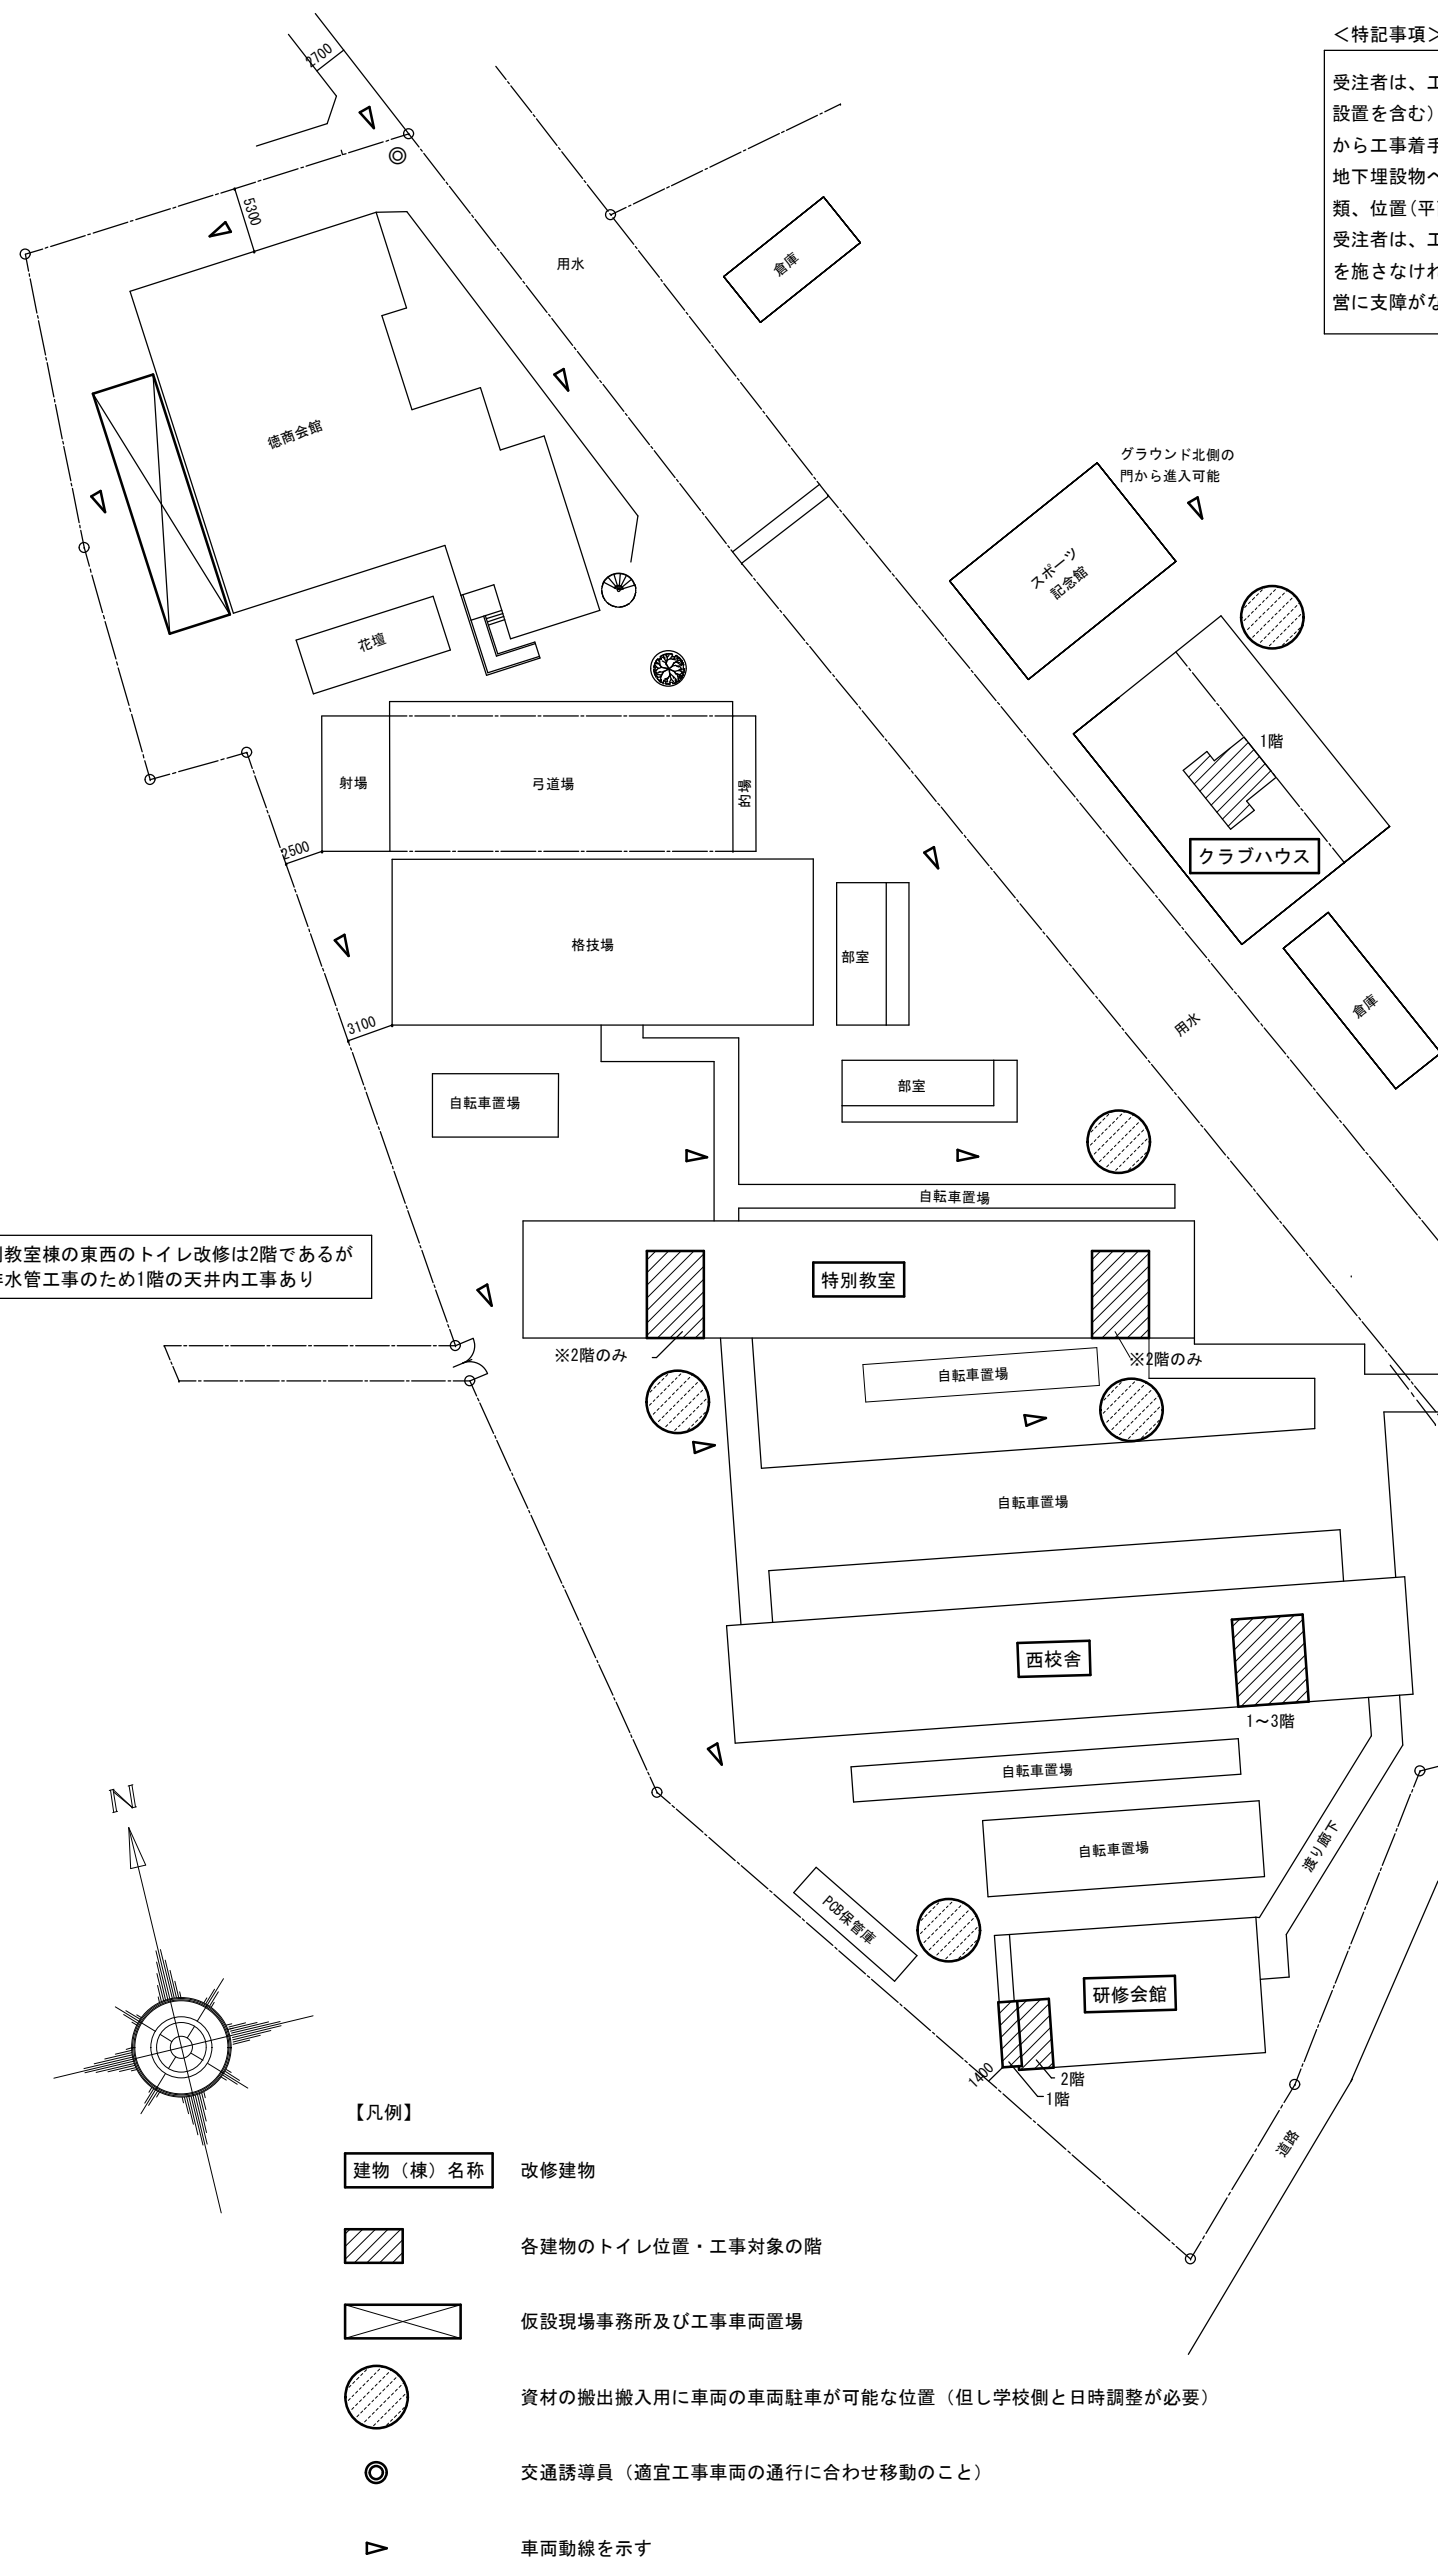 ＜特記事項＞
受注者は、工
設置を含む）
から工事着手
地下埋設物へ
類、位置(平
受注者は、工
を施さなけれ
営に支障がな
2700
5300
用水
倉庫
徳商会館
グラウンド北側の
門から進入可能
スポーツ
記念館
花壇
1階
射場
弓道場
的場
クラブハウス
2500
格技場
部室
倉庫
3100
用水
自転車置場
部室
自転車置場
教室棟の東西のトイレ改修は2階であるが
水管工事のため1階の天井内工事あり
特別教室
※2階のみ
※2階のみ
自転車置場
自転車置場
西校舎
1～3階
自転車置場
自転車置場
渡り廊下
N
PCB保管庫
研修会館
1400
2階
1階
道路
【凡例】
建物（棟）名称 改修建物
各建物のトイレ位置・工事対象の階
仮設現場事務所及び工事車両置場
資材の搬出搬入用に車両の車両駐車が可能な位置（但し学校側と日時調整が必要）
交通誘導員（適宜工事車両の通行に合わせ移動のこと）
車両動線を示す